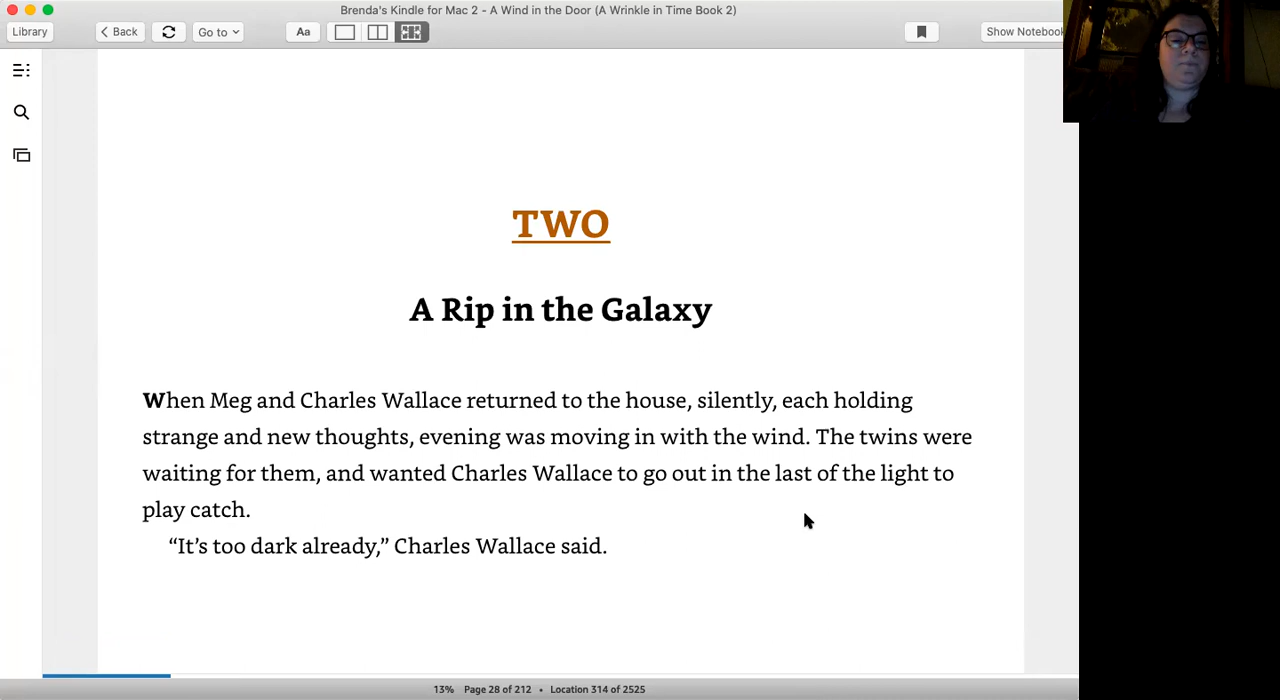 Brenda's Kindle for Mac 2 - A Wind in the Door (A Wrinkle in Time Book 2)
Library
Back
Go to
Aa
Show Notebook
TWO
A Rip in the Galaxy
When Meg and Charles Wallace returned to the house, silently, each holding
strange and new thoughts, evening was moving in with the wind. The twins were
waiting for them, and wanted Charles Wallace to go out in the last of the light to
play catch.
“It’s too dark already,” Charles Wallace said.
13% Page 28 of 212 • Location 314 of 2525